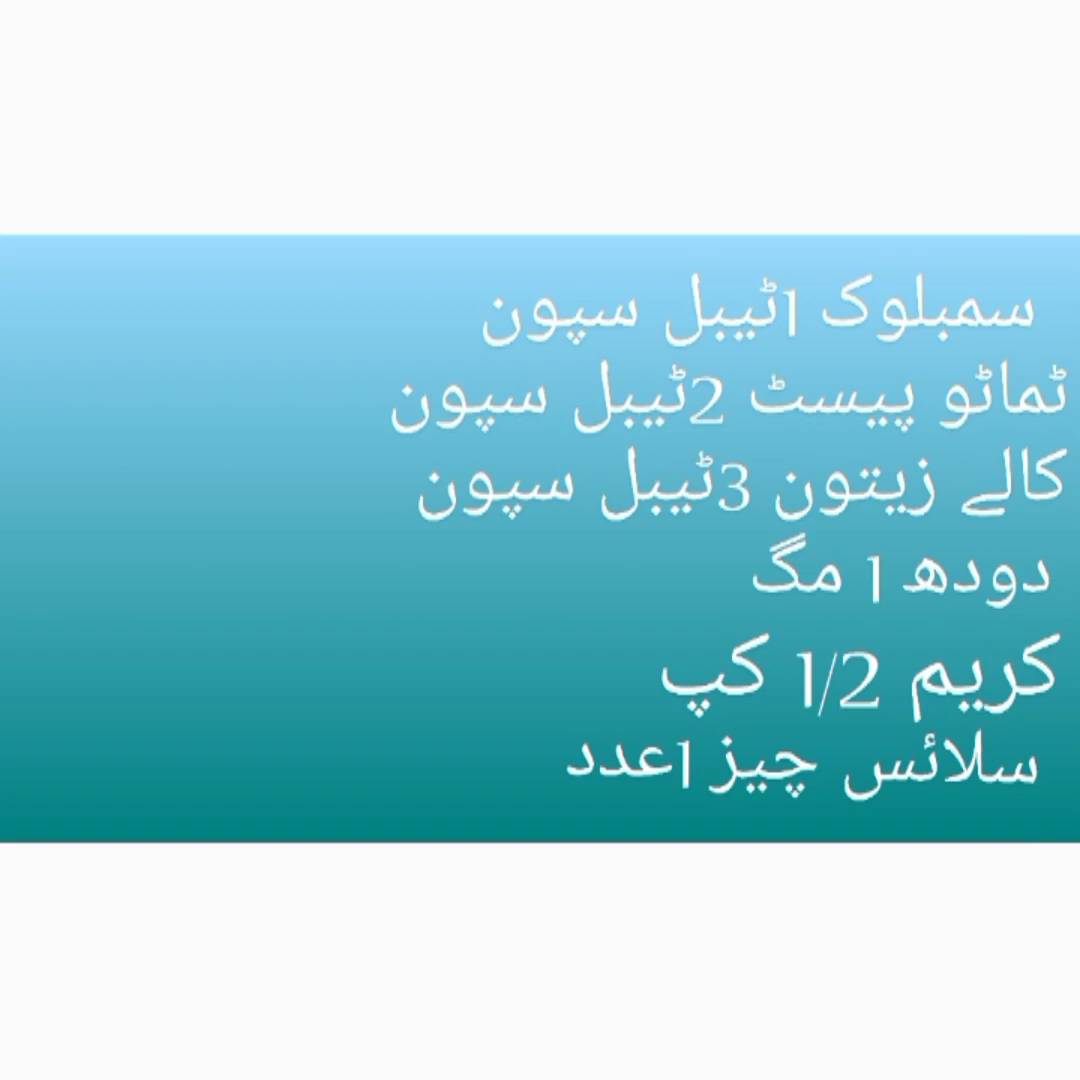 سمبلوک 1ٹیبل سپون
ٹماٹو پیسٹ 2ٹیبل سپون
کالے زیتون 3ٹیبل سپون
دودھ 1 مگ
کریم 1/2 کپ
سلائس چیز 1عدد